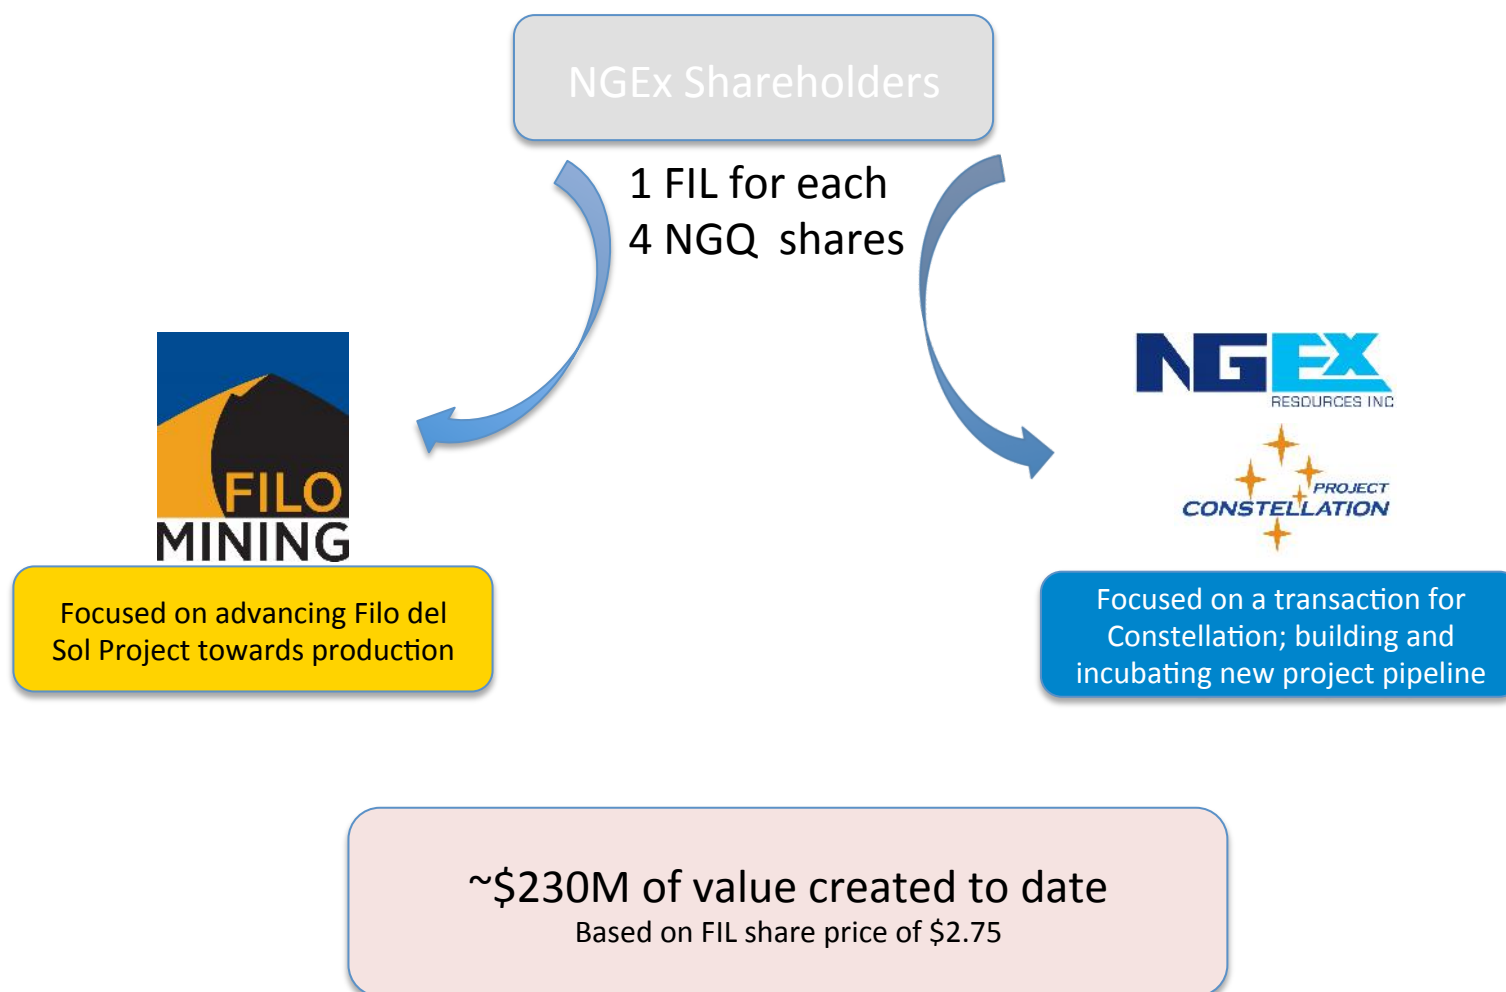 NGEx Shareholders
1 FIL for each
4 NGQ shares
FILO
MINING
NGEX
RESOURCES INC
PROJECT
CONSTELLATION
Focused on advancing Filo del
Sol Project towards production
Focused on a transaction for
Constellation; building and
incubating new project pipeline
~$230M of value created to date
Based on FIL share price of $2.75